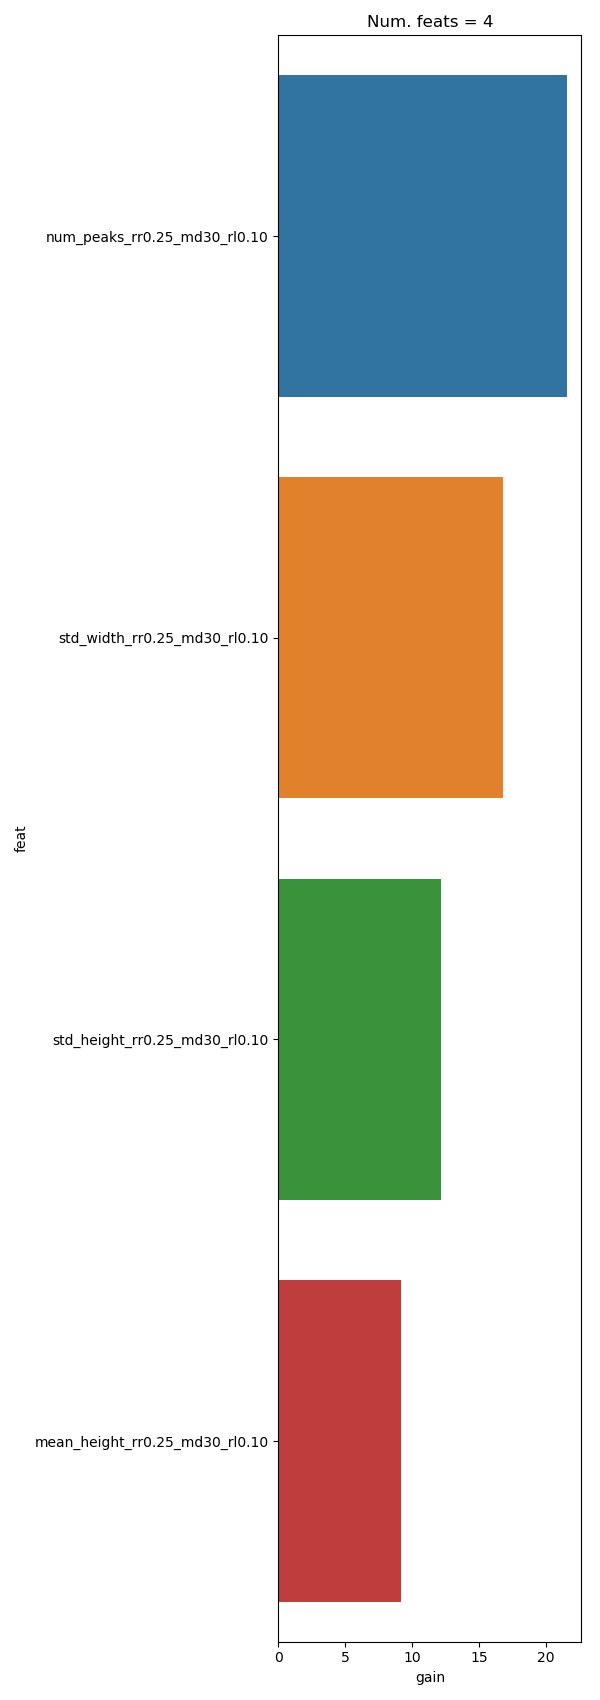 Num. feats = 4
num_peaks_rr0.25_md30_rl0.10
std_width_rr0.25_md30_rl0.10
feat
std_height_rr0.25_md30_rl0.10
mean_height_rr0.25_md30_rl0.10
0 5 10 15 20
gain